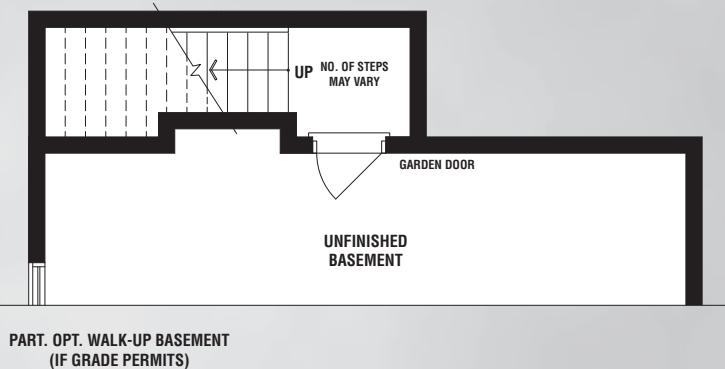 UP
NO. OF STEPS
MAY VARY
GARDEN DOOR
UNFINISHED
BASEMENT
PART. OPT. WALK-UP BASEMENT
(IF GRADE PERMITS)